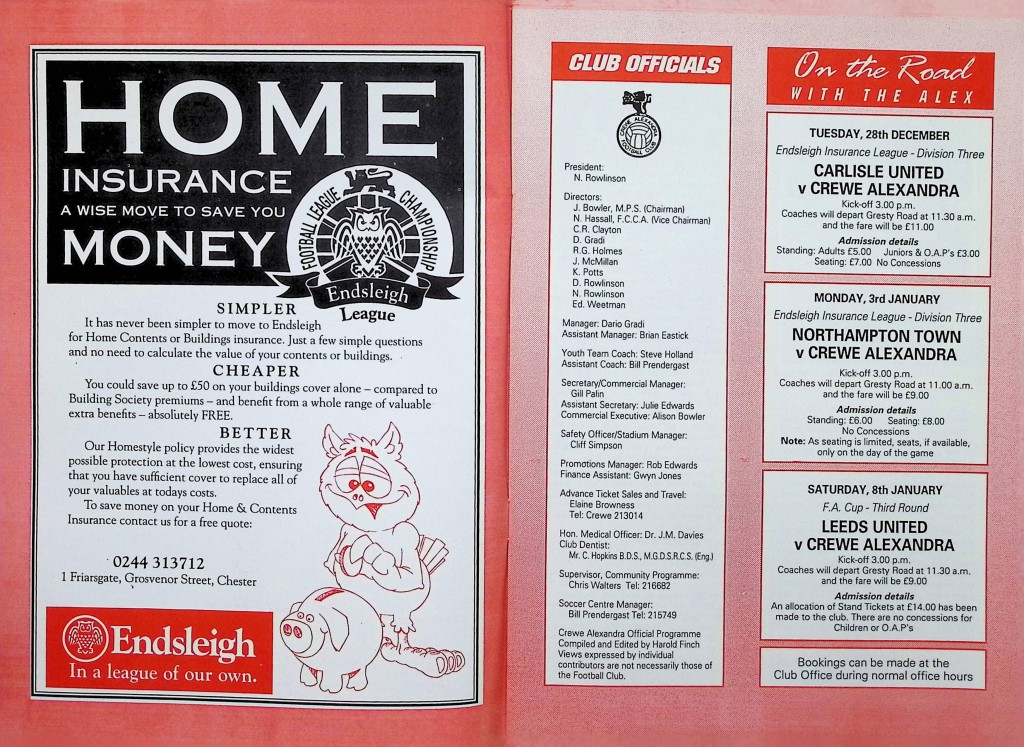 HOME
INSURANCE
A WISE MOVE TO SAVE YOU
MONEY
FOOTBALL LEAGUE CHAMPIONSHIP
Endsleigh
League
SIMPLER
It has never been simpler to move to Endsleigh
for Home Contents or Buildings insurance. Just a few simple questions
and no need to calculate the value of your contents or buildings.
CHEAPER
You could save up to £50 on your buildings cover alone – compared to
Building Society premiums – and benefit from a whole range of valuable
extra benefits – absolutely FREE.
BETTER
Our Homestyle policy provides the widest
possible protection at the lowest cost, ensuring
that you have sufficient cover to replace all of
your valuables at todays costs.
To save money on your Home & Contents
Insurance contact us for a free quote:
0244 313712
1 Friarsgate, Grosvenor Street, Chester
Endsleigh
In a league of our own.
CLUB OFFICIALS
CREWE ALEXANDRA
FOOTBALL CLUB
President:
N. Rowlinson
Directors:
J. Bowler, M.P.S. (Chairman)
N. Hassall, F.C.C.A. (Vice Chairman)
C.R. Clayton
D. Gradi
R.G. Holmes
J. McMillan
K. Potts
D. Rowlinson
N. Rowlinson
Ed. Weetman
Manager: Dario Gradi
Assistant Manager: Brian Eastick
Youth Team Coach: Steve Holland
Assistant Coach: Bill Prendergast
Secretary/Commercial Manager:
Gill Palin
Assistant Secretary: Julie Edwards
Commercial Executive: Alison Bowler
Safety Officer/Stadium Manager:
Cliff Simpson
Promotions Manager: Rob Edwards
Finance Assistant: Gwyn Jones
Advance Ticket Sales and Travel:
Elaine Browness
Tel: Crewe 213014
Hon. Medical Officer: Dr. J.M. Davies
Club Dentist:
Mr. C. Hopkins B.D.S., M.G.D.S.R.C.S. (Eng.)
Supervisor, Community Programme:
Chris Walters Tel: 216682
Soccer Centre Manager:
Bill Prendergast Tel: 215749
Crewe Alexandra Official Programme
Compiled and Edited by Harold Finch
Views expressed by individual
contributors are not necessarily those of
the Football Club.
On the Road
WITH THE ALEX
TUESDAY, 28th DECEMBER
Endsleigh Insurance League - Division Three
CARLISLE UNITED
v CREWE ALEXANDRA
Kick-off 3.00 p.m.
Coaches will depart Gresty Road at 11.30 a.m.
and the fare will be £11.00
Admission details
Standing: Adults £5.00 Juniors & O.A.P's £3.00
Seating: £7.00 No Concessions
MONDAY, 3rd JANUARY
Endsleigh Insurance League - Division Three
NORTHAMPTON TOWN
v CREWE ALEXANDRA
Kick-off 3.00 p.m.
Coaches will depart Gresty Road at 11.00 a.m.
and the fare will be £9.00
Admission details
Standing: £6.00 Seating: £8.00
No Concessions
Note: As seating is limited, seats, if available,
only on the day of the game
SATURDAY, 8th JANUARY
F.A. Cup - Third Round
LEEDS UNITED
v CREWE ALEXANDRA
Kick-off 3.00 p.m.
Coaches will depart Gresty Road at 11.30 a.m.
and the fare will be £9.00
Admission details
An allocation of Stand Tickets at £14.00 has been
made to the club. There are no concessions for
Children or O.A.P's
Bookings can be made at the
Club Office during normal office hours